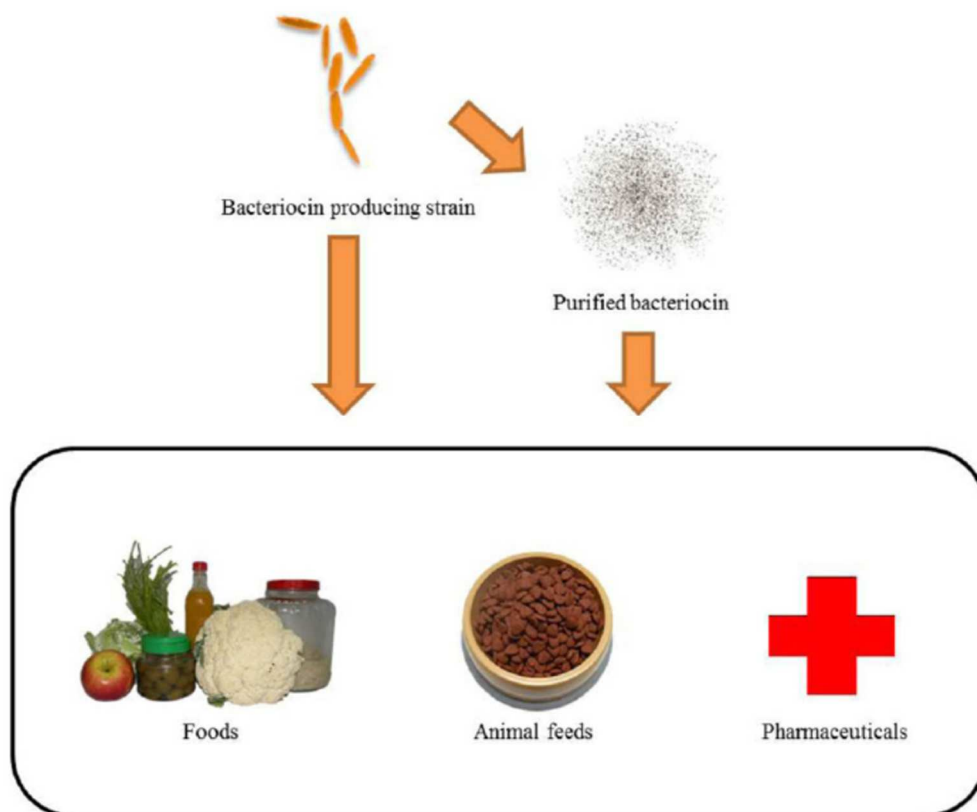 Bacteriocin producing strain
Purified bacteriocin
Foods
Animal feeds
Pharmaceuticals